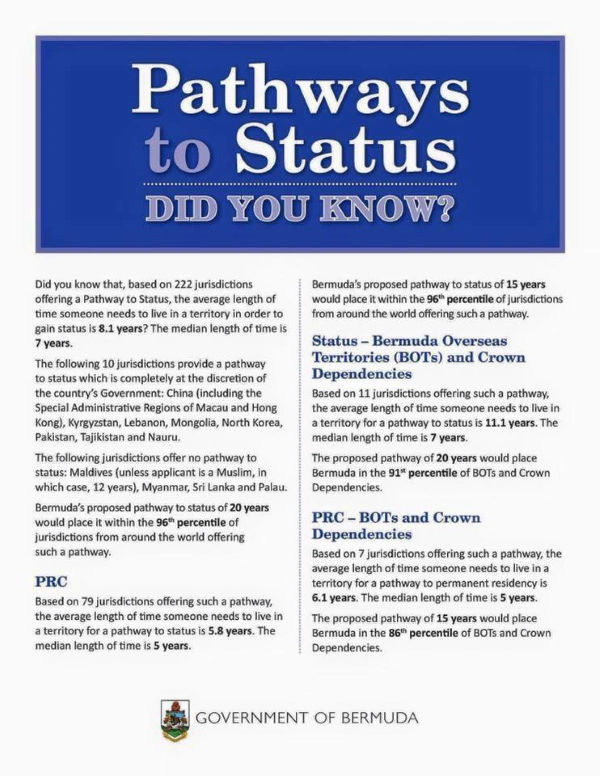 Pathways
to Status
DID YOU KNOW?
Did you know that, based on 222 jurisdictions
offering a Pathway to Status, the average length of
time someone needs to live in a territory in order to
gain status is 8.1 years? The median length of time is
7 years.
The following 10 jurisdictions provide a pathway
to status which is completely at the discretion of
the country's Government: China (including the
Special Administrative Regions of Macau and Hong
Kong), Kyrgyzstan, Lebanon, Mongolia, North Korea,
Pakistan, Tajikistan and Nauru.
The following jurisdictions offer no pathway to
status: Maldives (unless applicant is a Muslim, in
which case, 12 years), Myanmar, Sri Lanka and Palau.
Bermuda's proposed pathway to status of 20 years
would place it within the 96th percentile of
jurisdictions from around the world offering
such a pathway.
PRC
Based on 79 jurisdictions offering such a pathway,
the average length of time someone needs to live in
a territory for a pathway to status is 5.8 years. The
median length of time is 5 years.
Bermuda's proposed pathway to status of 15 years
would place it within the 96th percentile of jurisdictions
from around the world offering such a pathway.
Status – Bermuda Overseas
Territories (BOTs) and Crown
Dependencies
Based on 11 jurisdictions offering such a pathway,
the average length of time someone needs to live in
a territory for a pathway to status is 11.1 years. The
median length of time is 7 years.
The proposed pathway of 20 years would place
Bermuda in the 91st percentile of BOTs and Crown
Dependencies.
PRC – BOTs and Crown
Dependencies
Based on 7 jurisdictions offering such a pathway, the
average length of time someone needs to live in a
territory for a pathway to permanent residency is
6.1 years. The median length of time is 5 years.
The proposed pathway of 15 years would place
Bermuda in the 86th percentile of BOTs and Crown
Dependencies.
GOVERNMENT OF BERMUDA